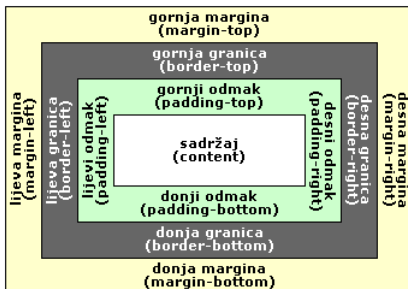 gornja margina
(margin-top)
gornja granica
(border-top)
gornji odmak
(padding-top)
lijeva margina
(margin-left)
lijeva granica
(border-left)
lijevi odmak
(padding-left)
sadržaj
(content)
desni odmak
(padding-right)
desna granica
(border-right)
desna margina
(margin-right)
donji odmak
(padding-bottom)
donja granica
(border-bottom)
donja margina
(margin-bottom)